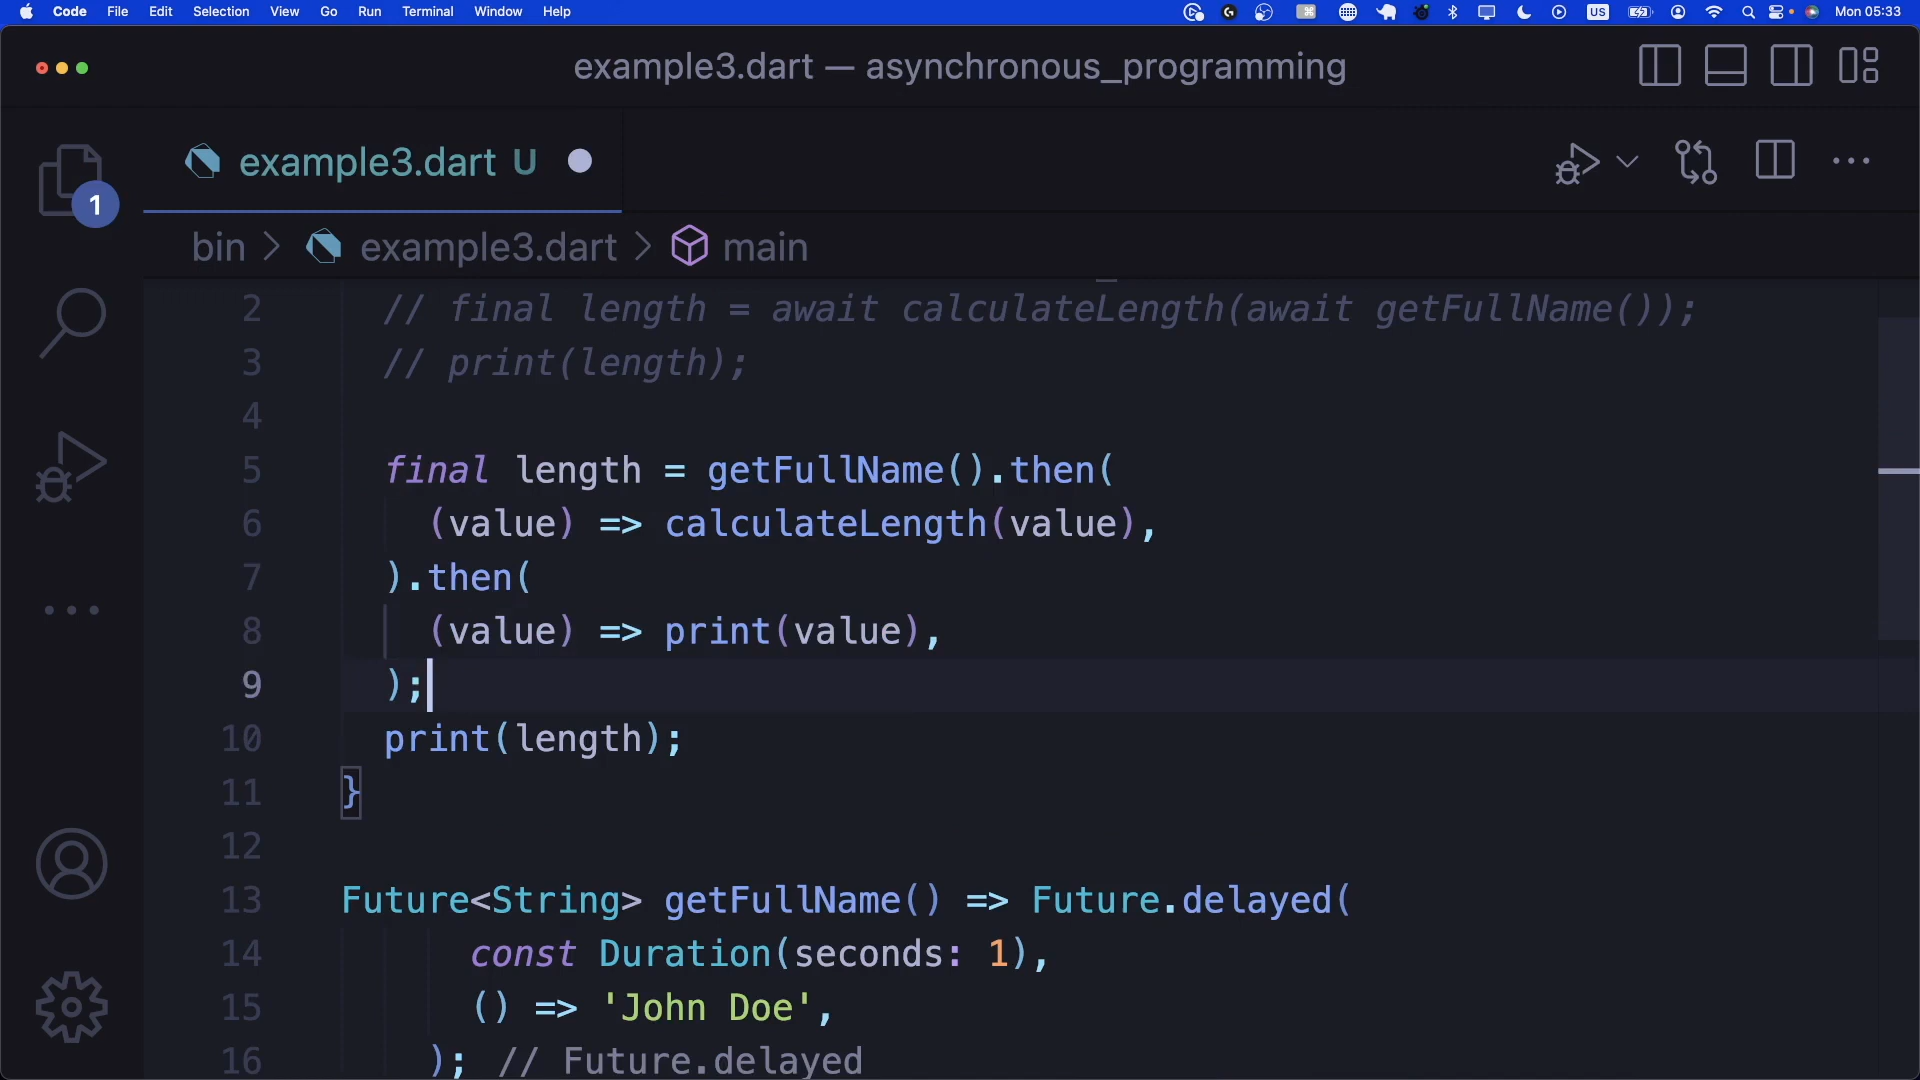 Code File Edit Selection View Go Run Terminal Window Help US Mon 05:33
example3.dart — asynchronous_programming
example3.dart U
1
bin > example3.dart > main
2 // final length = await calculateLength(await getFullName());
3 // print(length);
4
5 final length = getFullName().then(
6 (value) => calculateLength(value),
7 ).then(
8 (value) => print(value),
9 );
10 print(length);
11 }
12
13 Future<String> getFullName() => Future.delayed(
14 const Duration(seconds: 1),
15 () => 'John Doe',
16 ); // Future.delayed